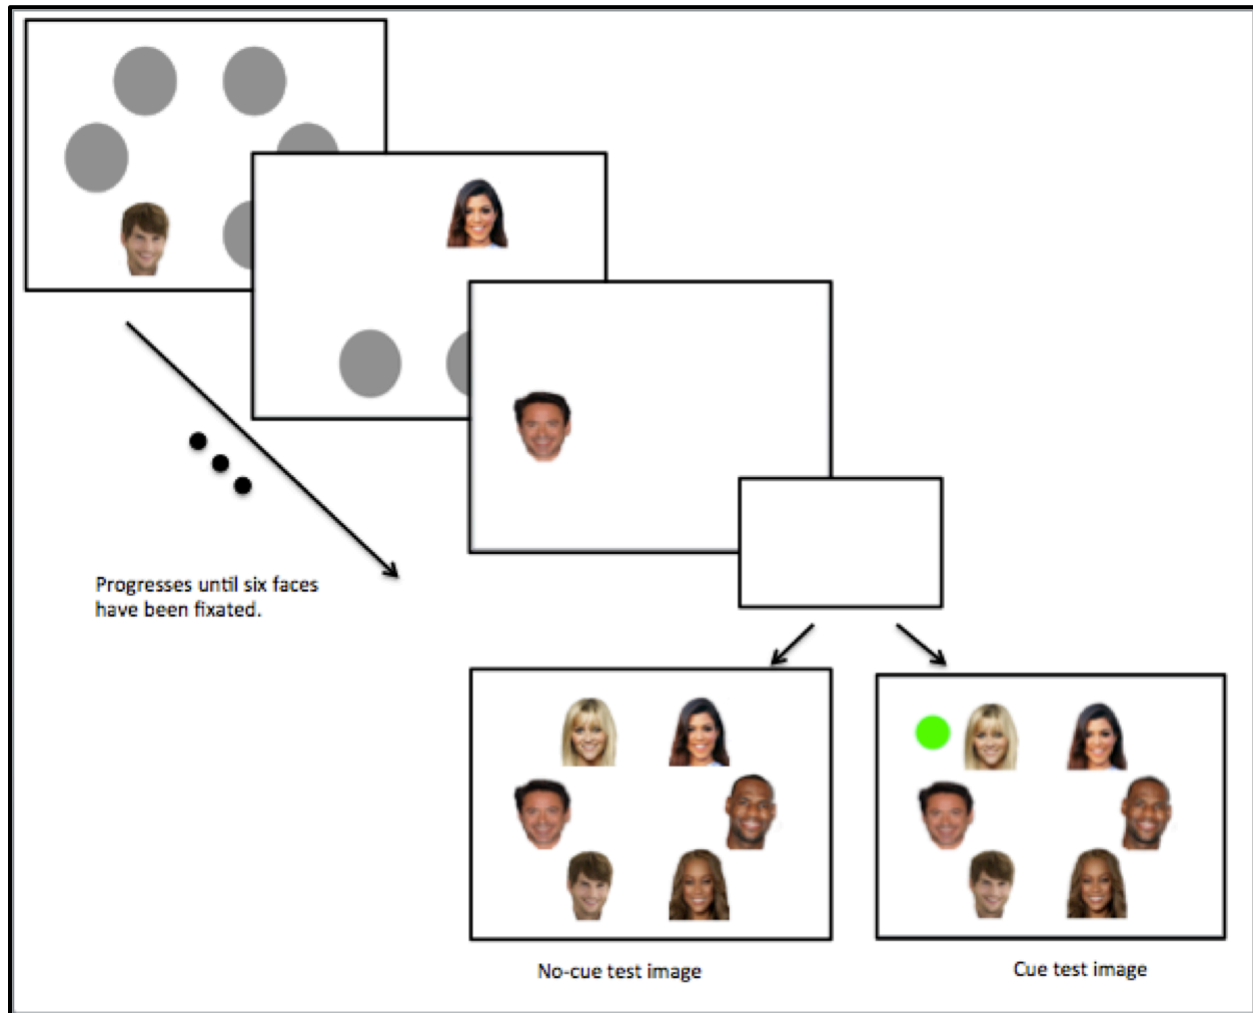 Progresses until six faces
have been fixated.
No-cue test image
Cue test image